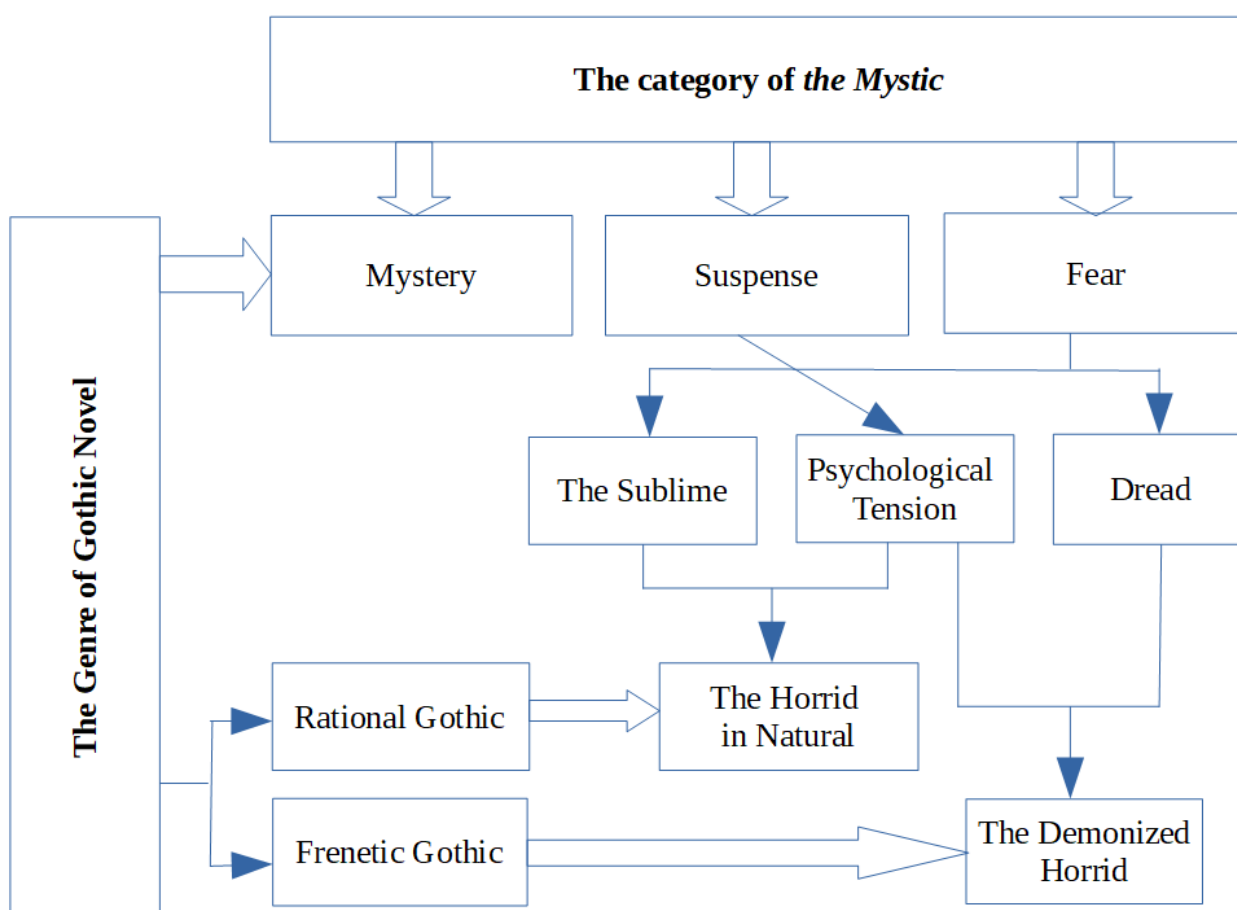 The category of the Mystic
Mystery
Suspense
Fear
The Genre of Gothic Novel
The Sublime
Psychological
Tension
Dread
Rational Gothic
The Horrid
in Natural
Frenetic Gothic
The Demonized
Horrid